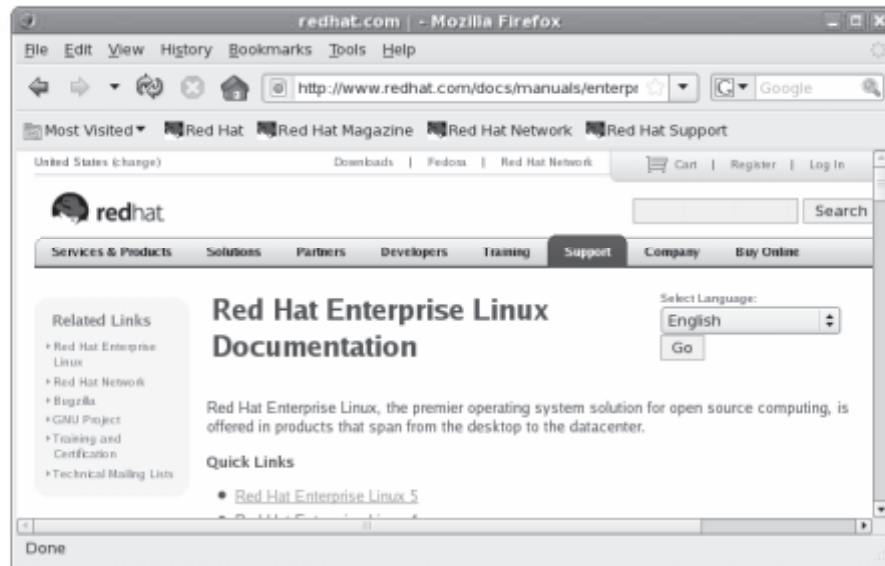 redhat.com | - Mozilla Firefox
File Edit View History Bookmarks Tools Help
http://www.redhat.com/docs/manuals/enterpr Google
Most Visited Red Hat Red Hat Magazine Red Hat Network Red Hat Support
United States (change) Downloads | Fedora | Red Hat Network Cart | Register | Log In
redhat
Search
Services & Products Solutions Partners Developers Training Support Company Buy Online
Related Links
Red Hat Enterprise
Linux
Red Hat Network
Bugzilla
GNU Project
Training and
Certification
Technical Mailing Lists
Red Hat Enterprise Linux
Documentation
Select Language:
English
Go
Red Hat Enterprise Linux, the premier operating system solution for open source computing, is
offered in products that span from the desktop to the datacenter.
Quick Links
Red Hat Enterprise Linux 5
Done